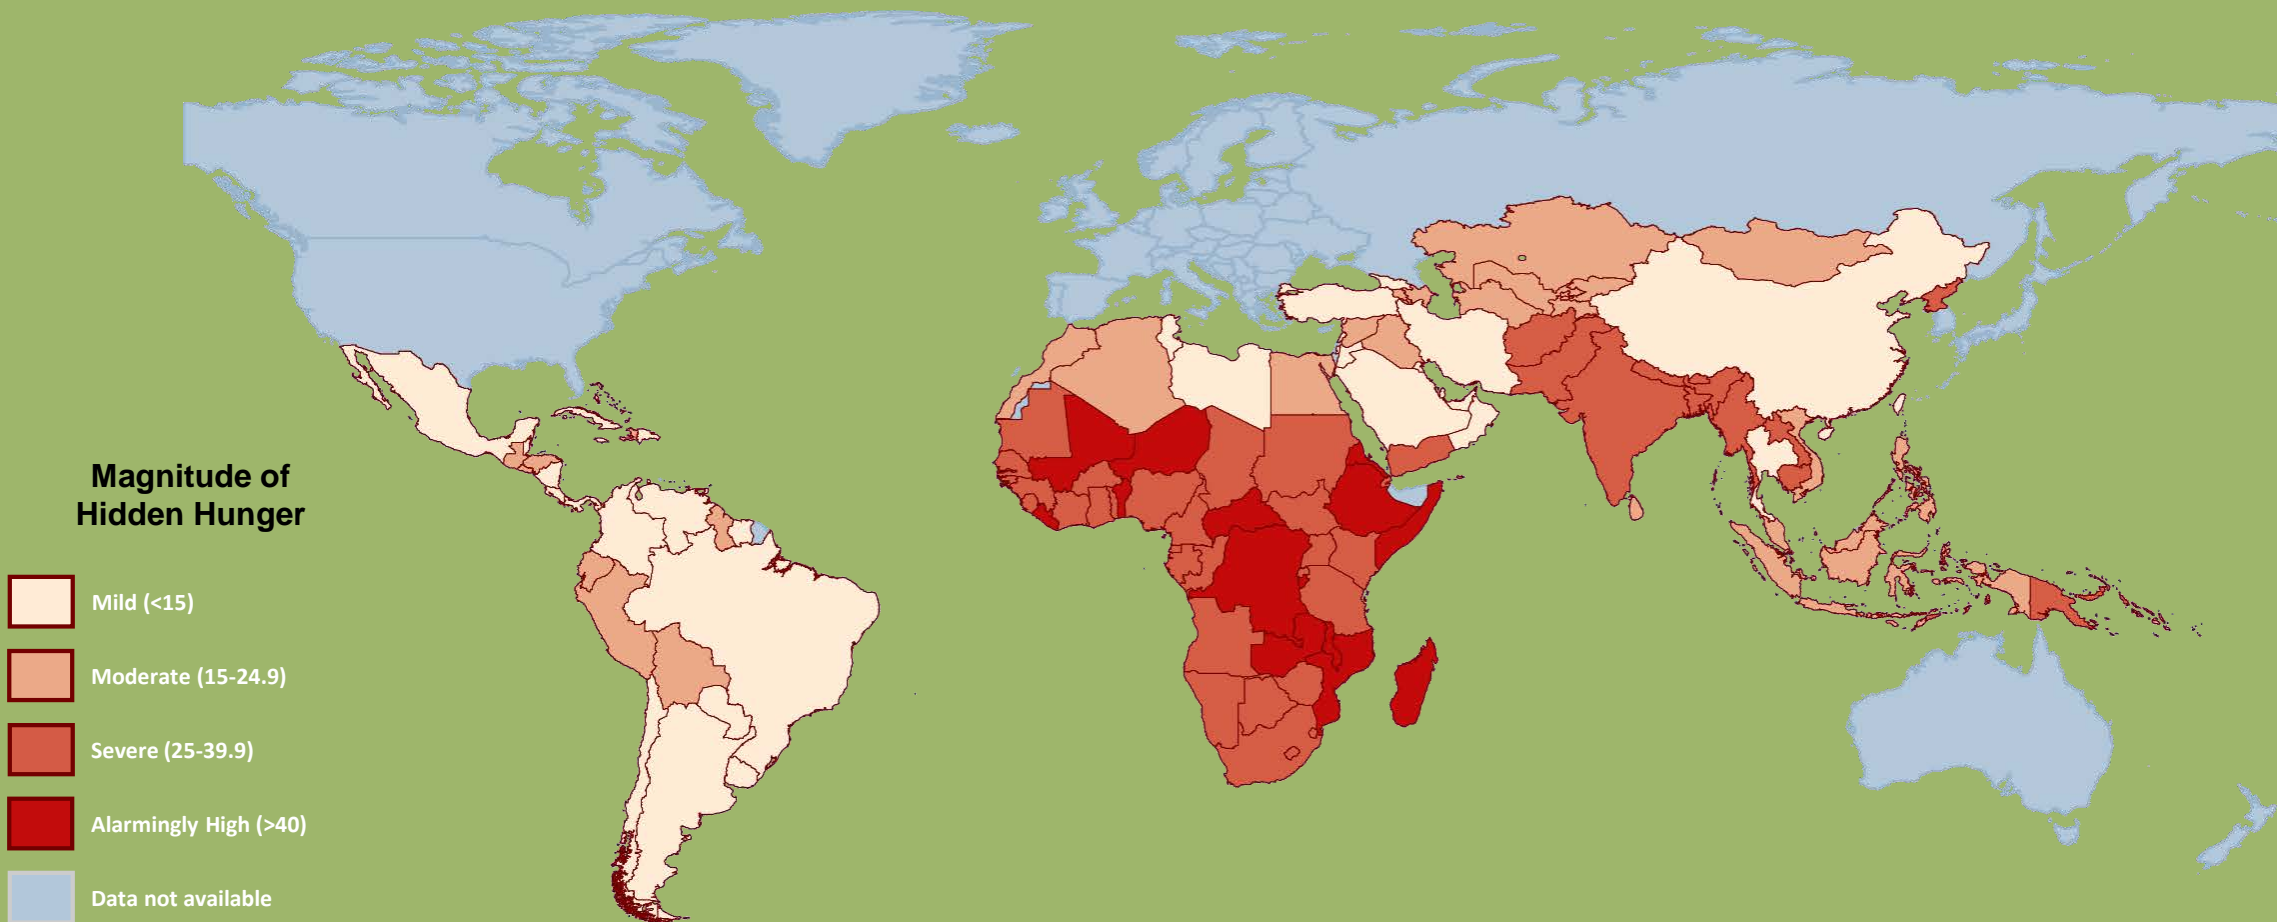 Magnitude of
Hidden Hunger
Mild (<15)
Moderate (15-24.9)
Severe (25-39.9)
Alarmingly High (>40)
Data not available